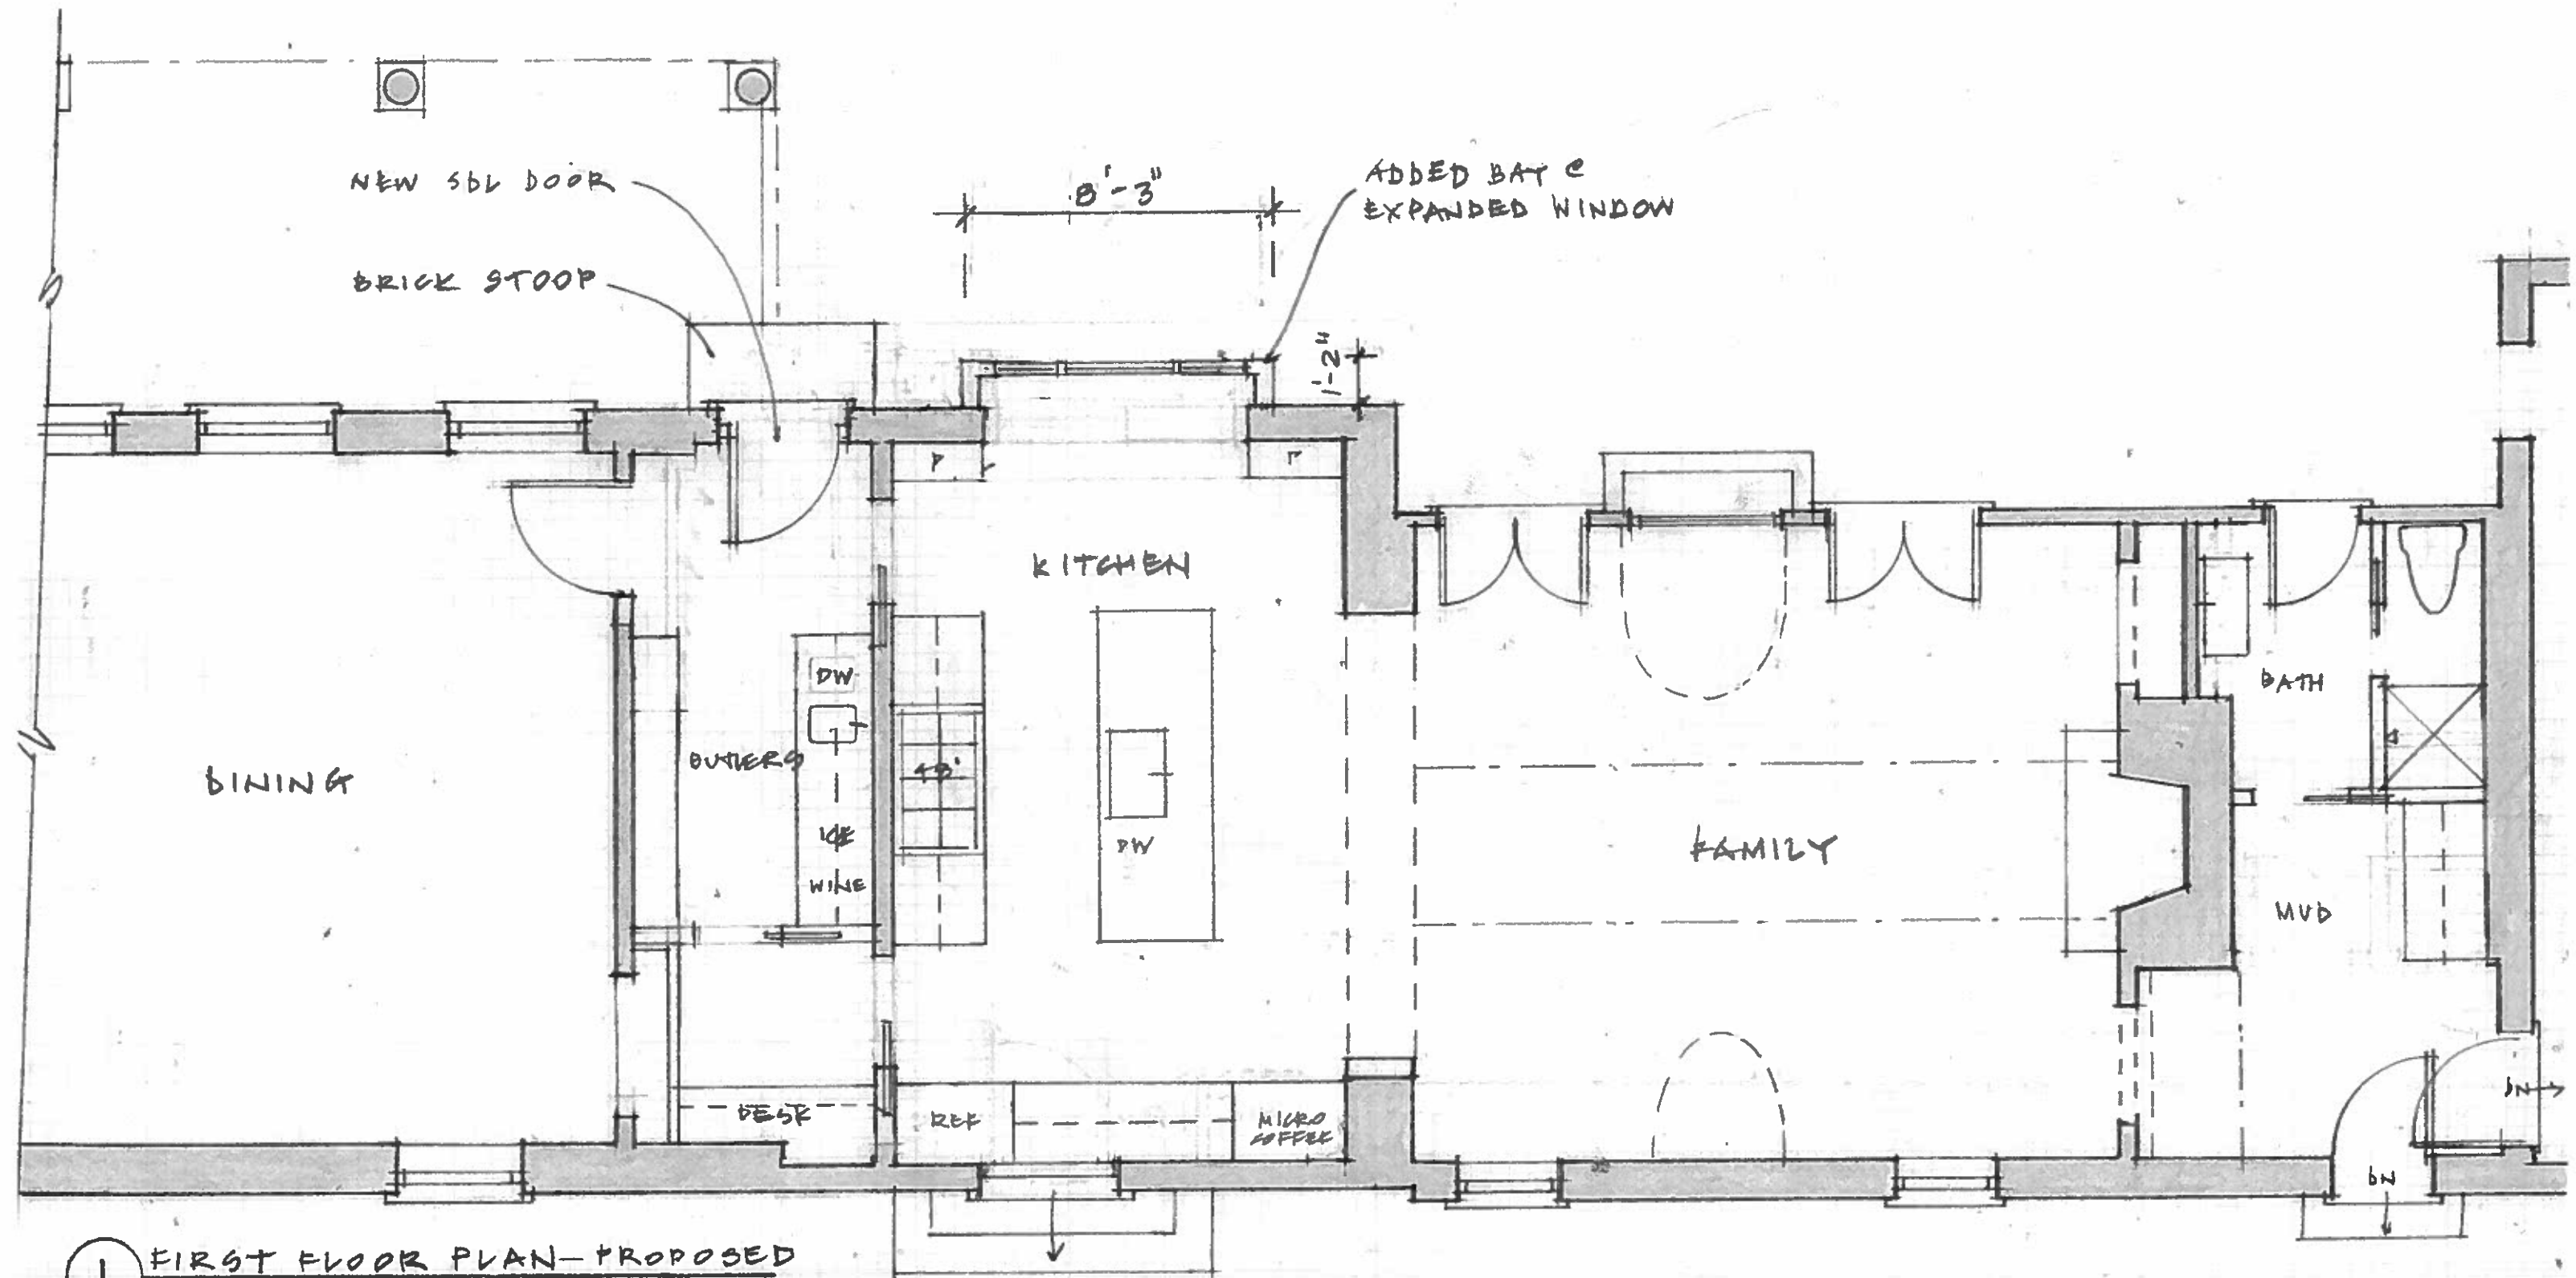 NEW SDL DOOR
BRICK STOOP
8'-3"
ADDED BAY @
EXPANDED WINDOW
1'-2"
P
P
KITCHEN
DW
BUTLERS
48"
ICE
WINE
DW
DINING
FAMILY
BATH
MUD
DESK
REF
MICRO
COFFEE
DN
DN
1
FIRST FLOOR PLAN - PROPOSED